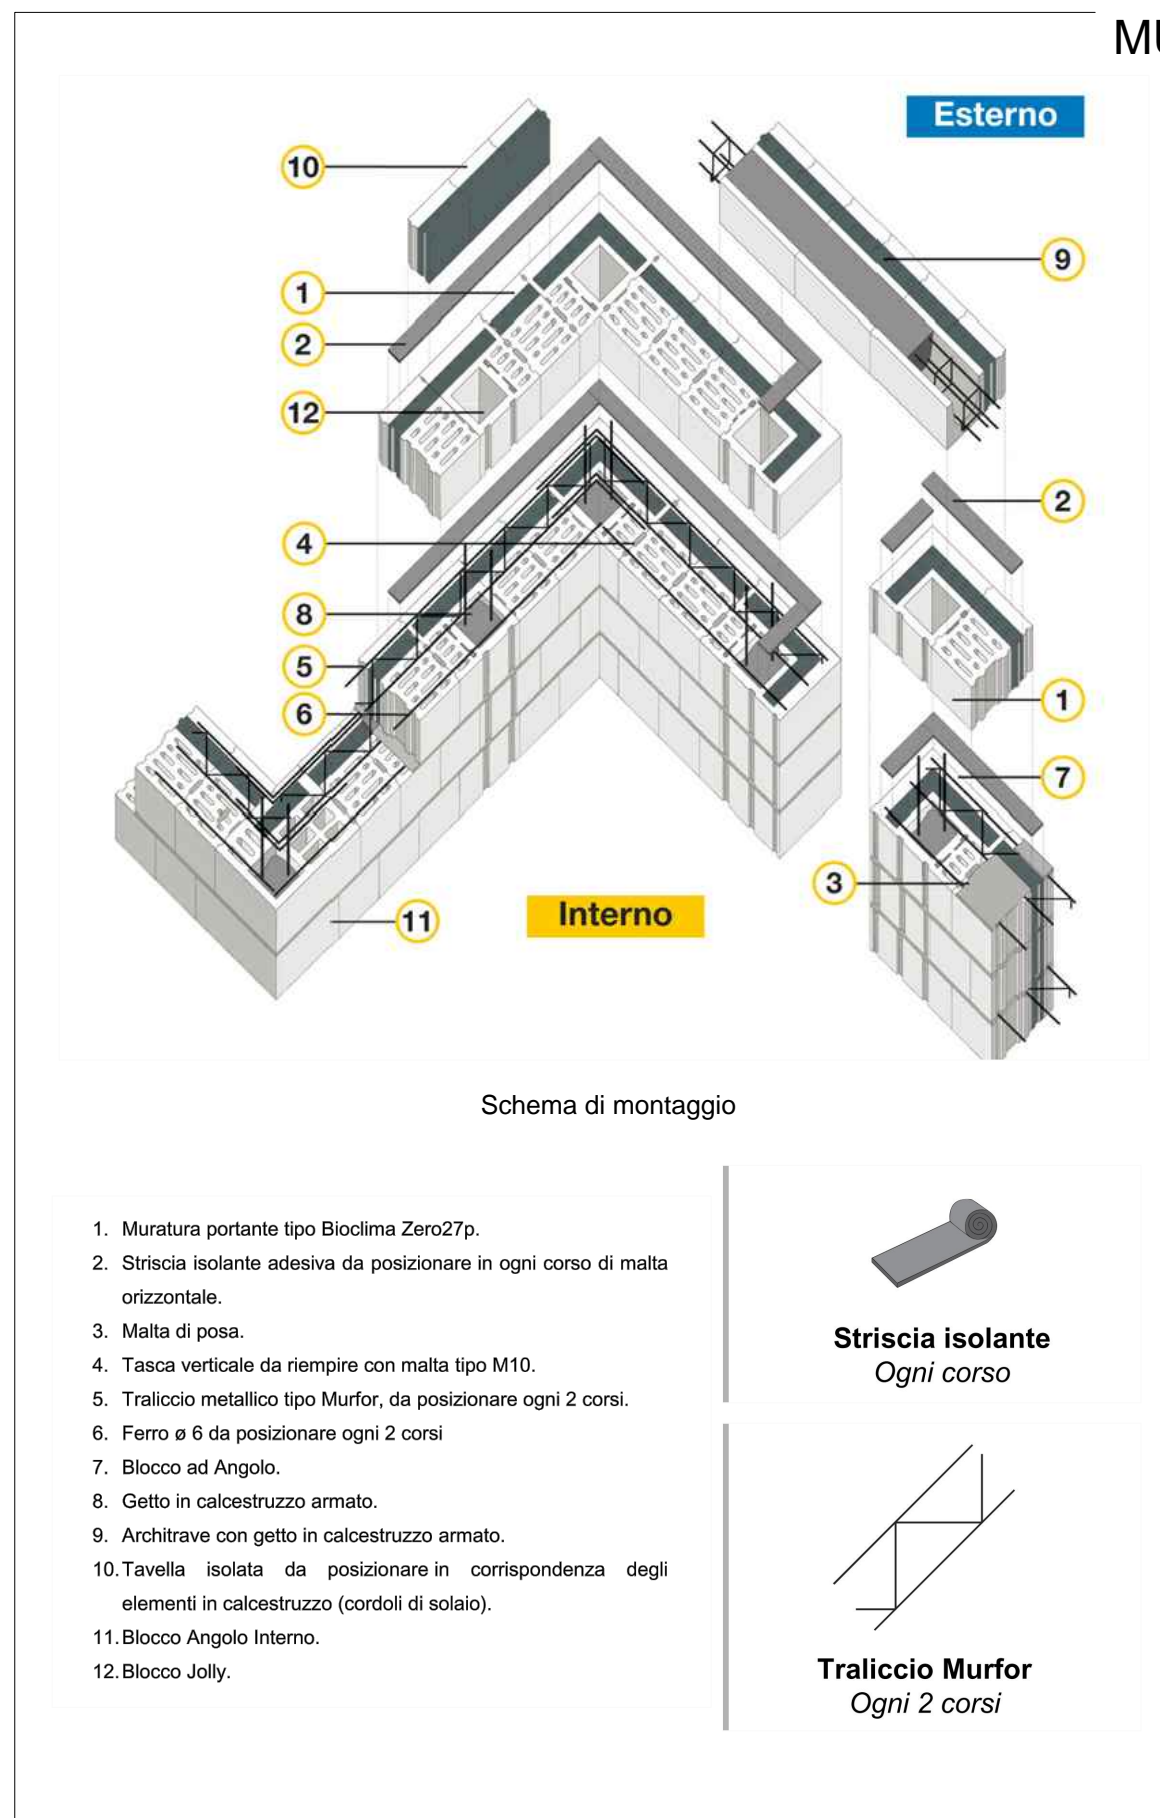 MU
Esterno
10
9
1
2
12
2
4
8
5
6
1
7
3
11
Interno
Schema di montaggio
1. Muratura portante tipo Bioclima Zero27p.
2. Striscia isolante adesiva da posizionare in ogni corso di malta
orizzontale.
3. Malta di posa.
4. Tasca verticale da riempire con malta tipo M10.
5. Traliccio metallico tipo Murfor, da posizionare ogni 2 corsi.
6. Ferro ø 6 da posizionare ogni 2 corsi
7. Blocco ad Angolo.
8. Getto in calcestruzzo armato.
9. Architrave con getto in calcestruzzo armato.
10. Tavella isolata da posizionare in corrispondenza degli
elementi in calcestruzzo (cordoli di solaio).
11. Blocco Angolo Interno.
12. Blocco Jolly.
Striscia isolante
Ogni corso
Traliccio Murfor
Ogni 2 corsi